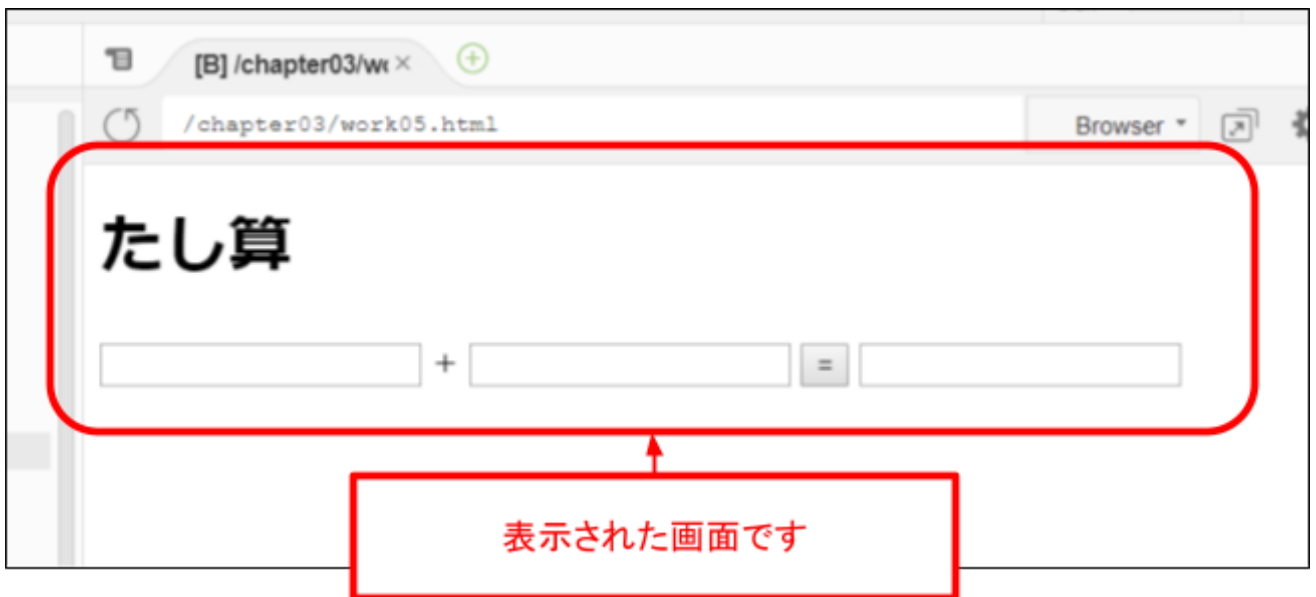 [B] /chapter03/w
/chapter03/work05.html
Browser
たし算
+
=
表示された画面です